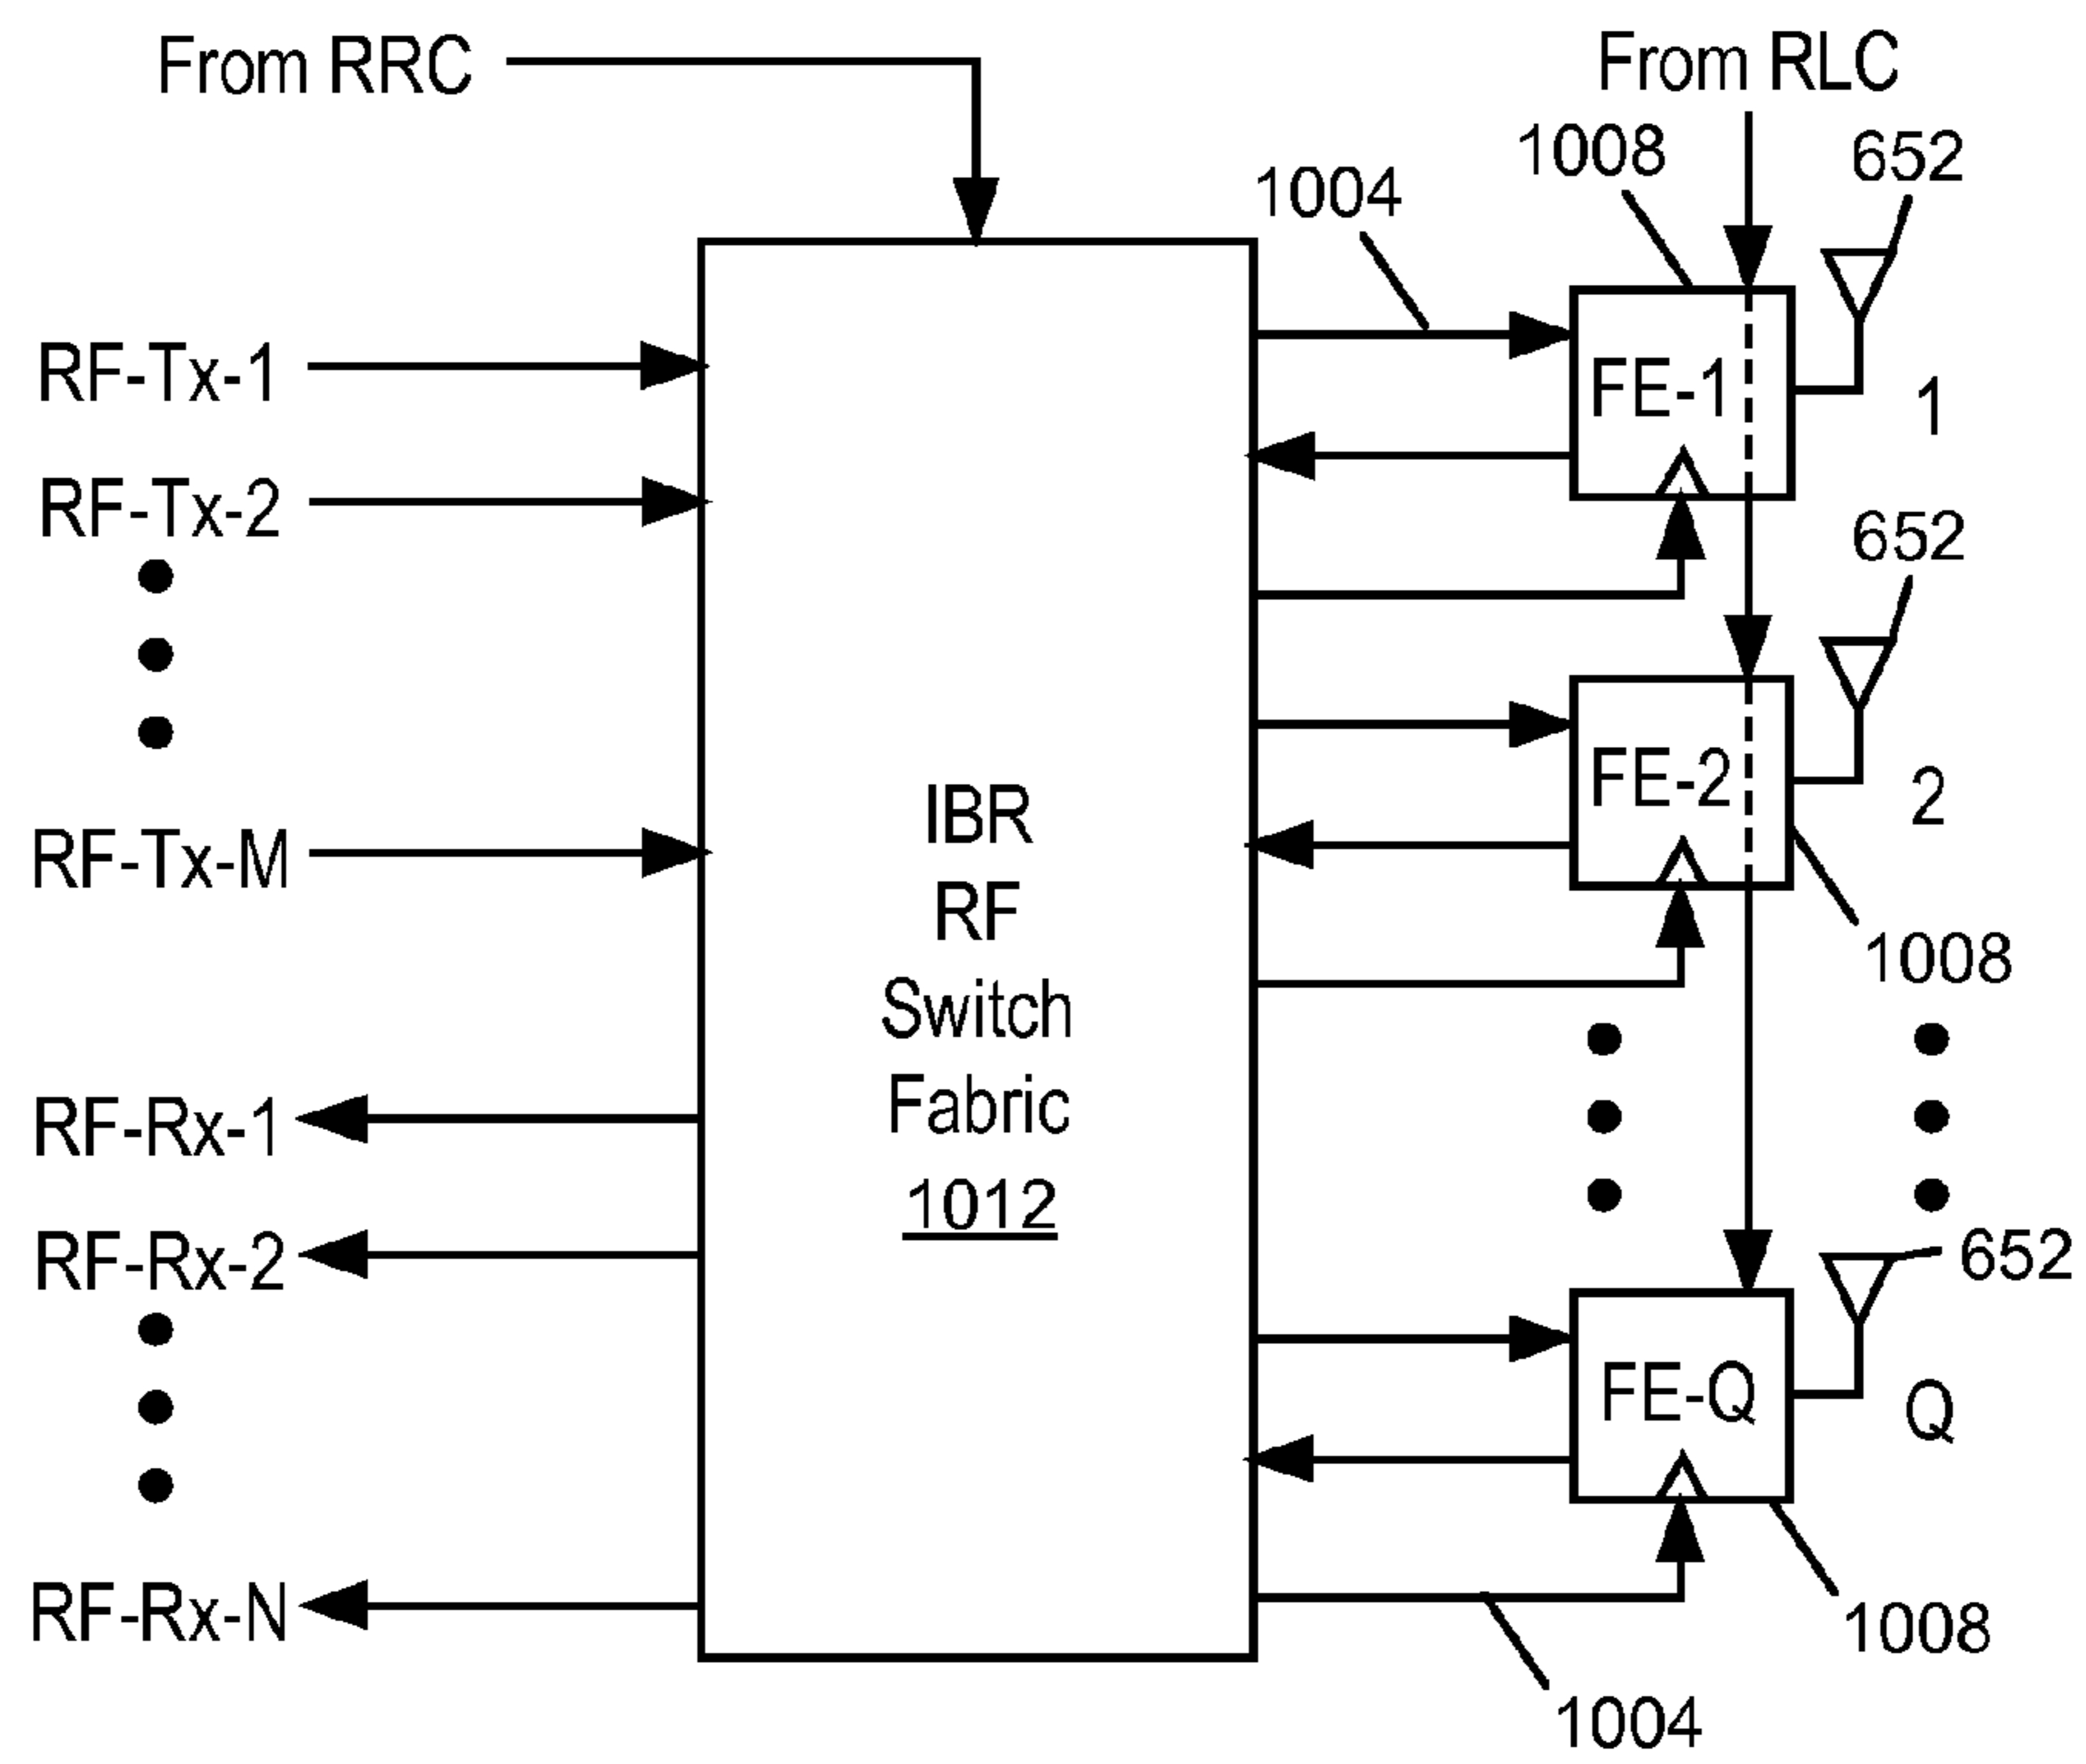 From RRC
From RLC
1008
652
1004
RF-Tx-1
FE-1
1
RF-Tx-2
652
RF-Tx-M
FE-2
2
IBR
RF
Switch
Fabric
1012
1008
RF-Rx-1
RF-Rx-2
652
FE-Q
Q
RF-Rx-N
1008
1004